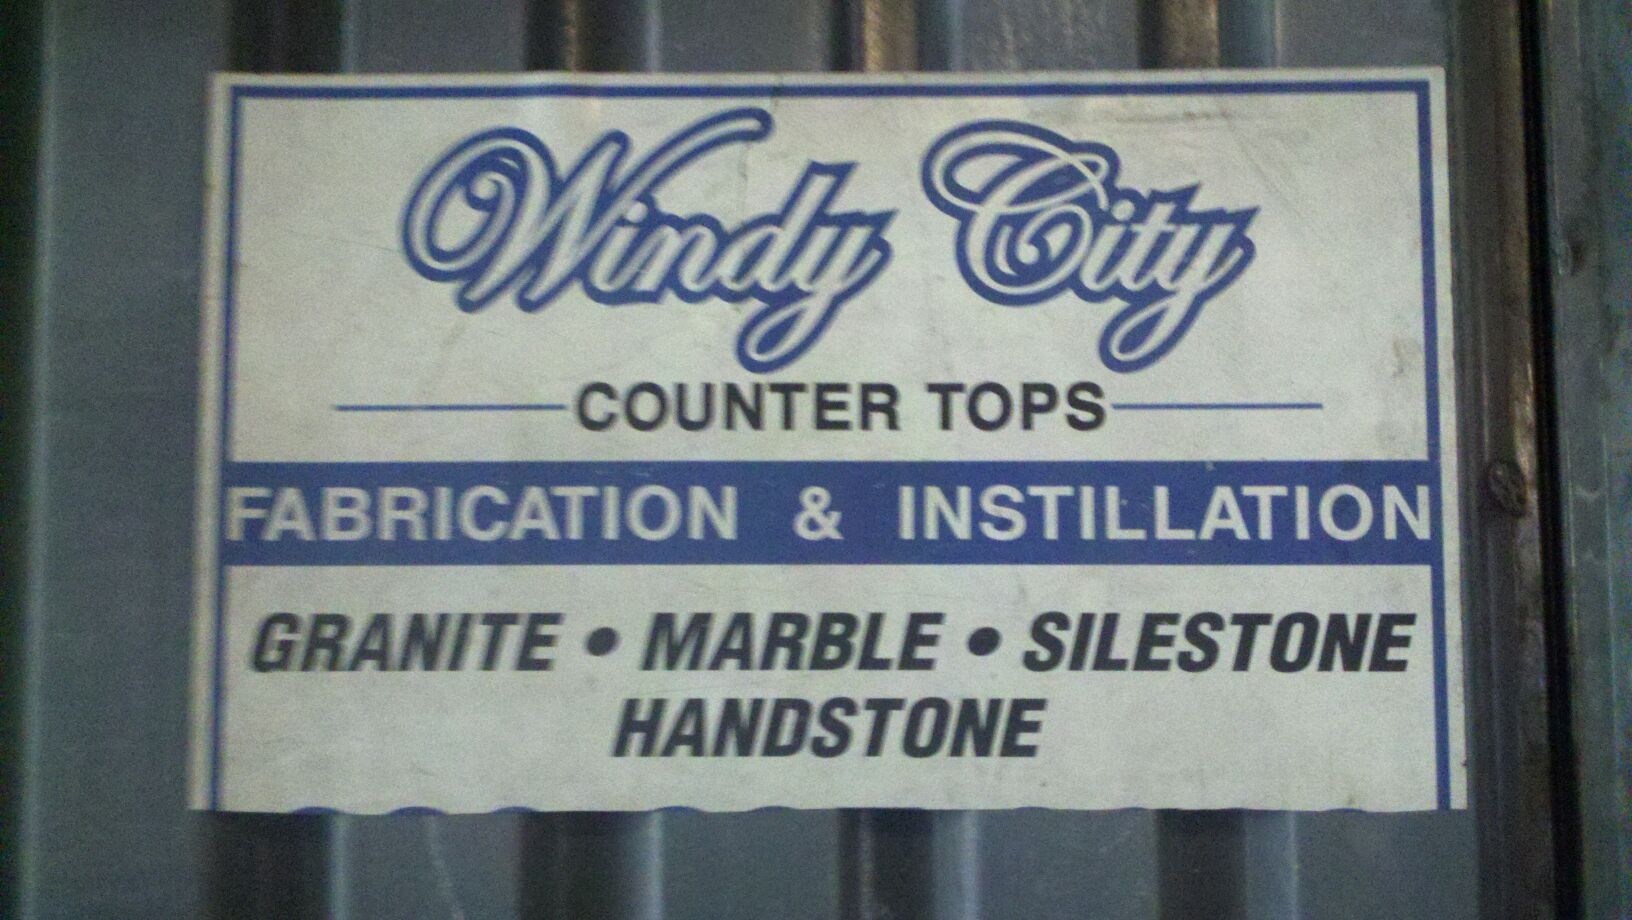 Windy City
COUNTER TOPS
FABRICATION & INSTILLATION
GRANITE • MARBLE • SILESTONE
HANDSTONE